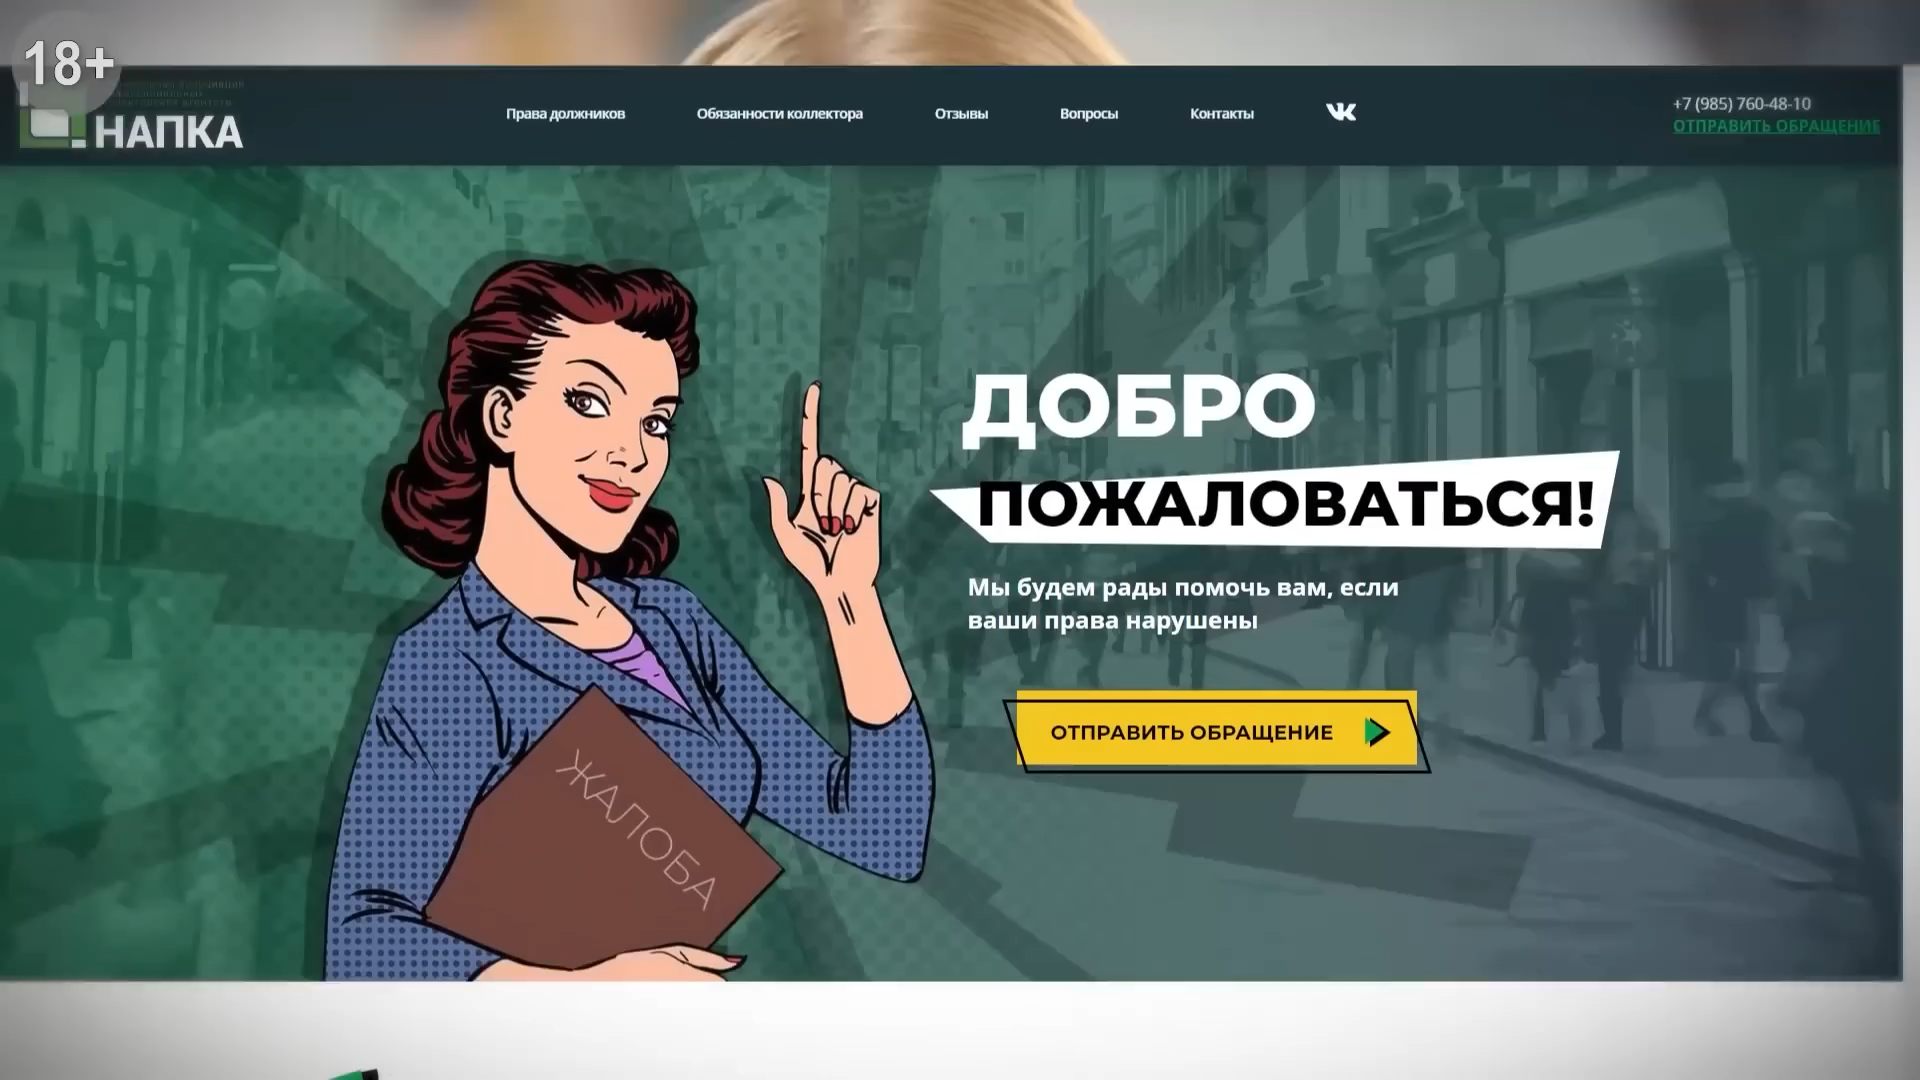 18+
НАПКА
Права должников
Обязанности коллектора
Отзывы
Вопросы
Контакты
+7 (985) 760-48-10
ОТПРАВИТЬ ОБРАЩЕНИЕ
ДОБРО
ПОЖАЛОВАТЬСЯ!
Мы будем рады помочь вам, если
ваши права нарушены
ОТПРАВИТЬ ОБРАЩЕНИЕ
ЖАЛОБА